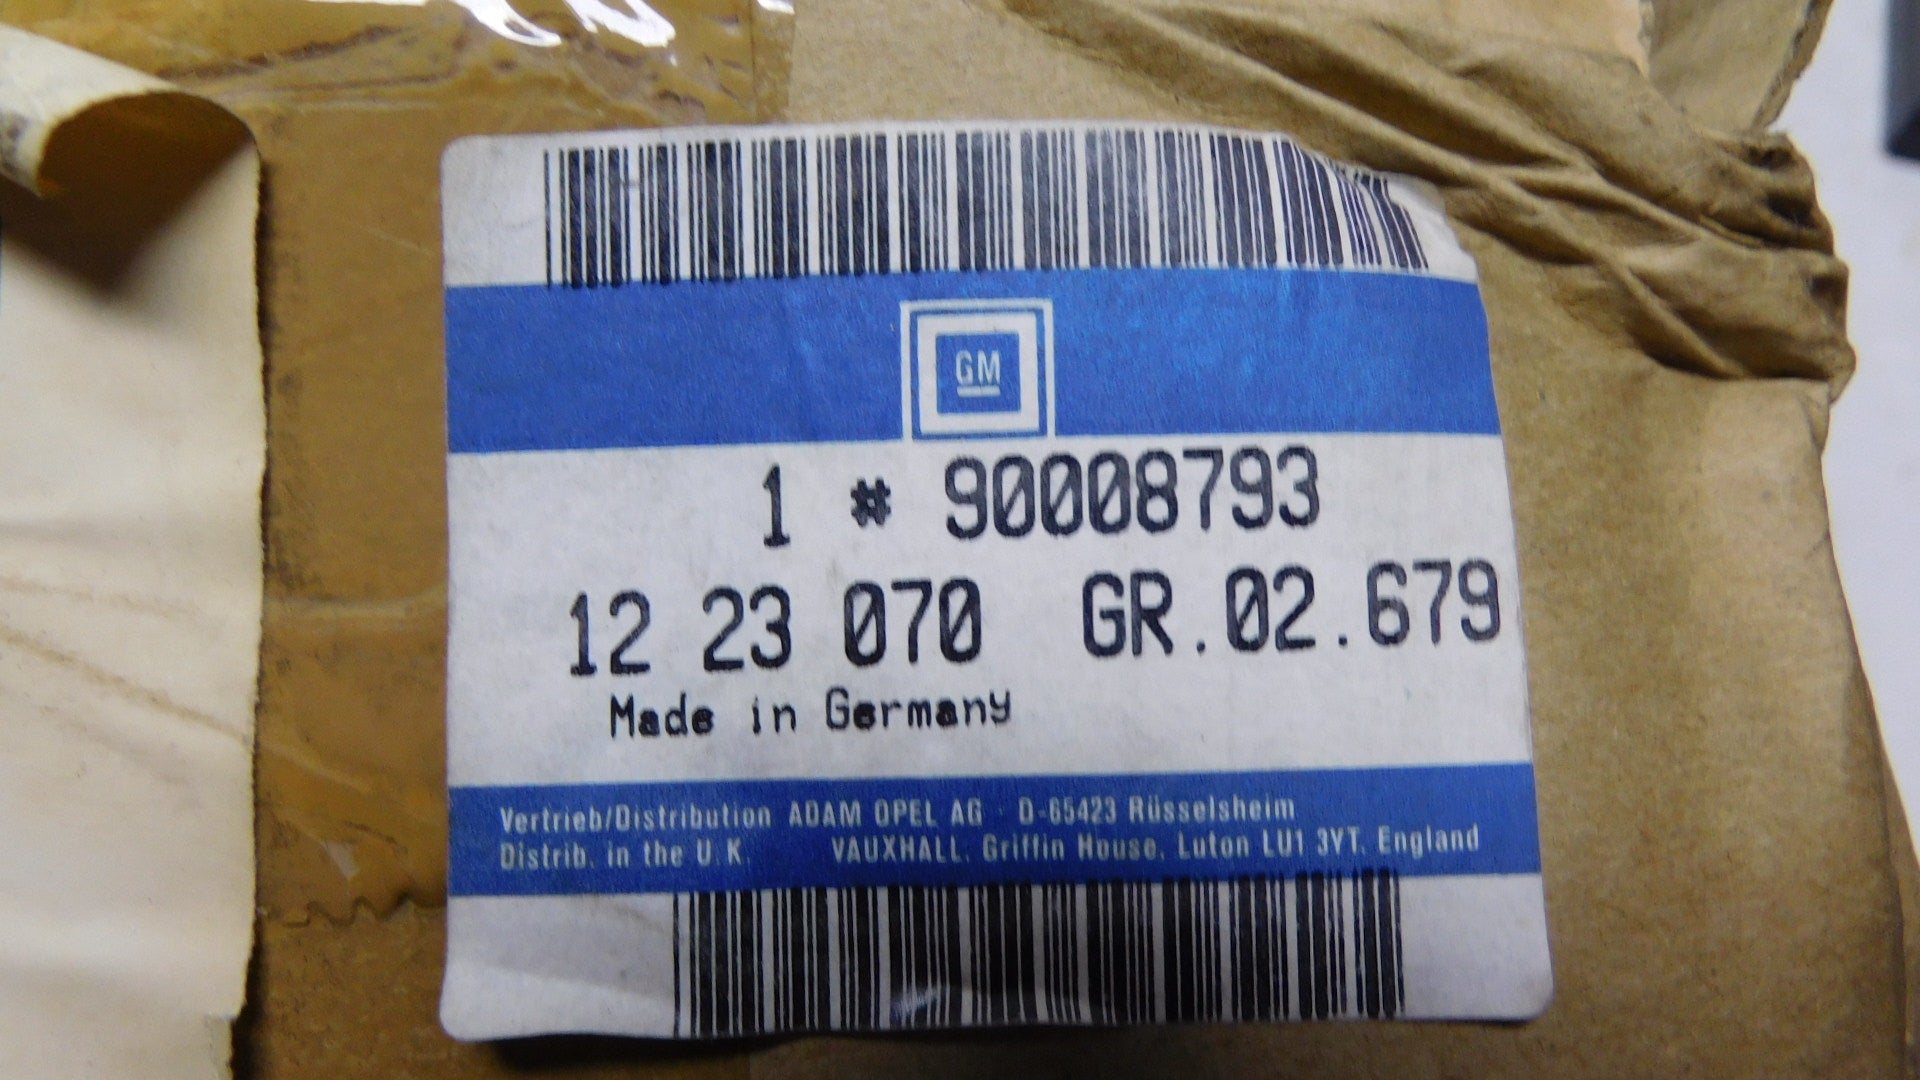 GM
1 # 90008793
12 23 070 GR.02.679
Made in Germany
Vertrieb/Distribution ADAM OPEL AG · D-65423 Rüsselsheim
Distrib. in the U.K. VAUXHALL, Griffin House, Luton LU1 3YT, England